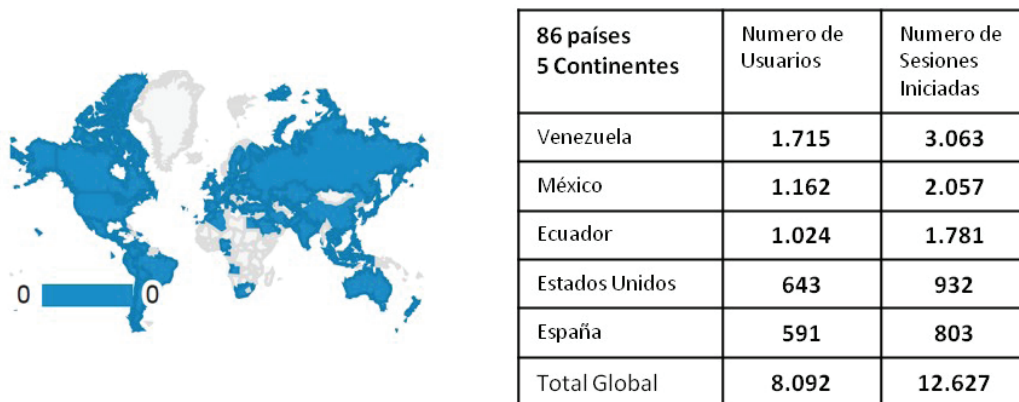 0 0
86 países
5 Continentes
Numero de
Usuarios
Numero de
Sesiones
Iniciadas
Venezuela 1.715 3.063
México 1.162 2.057
Ecuador 1.024 1.781
Estados Unidos 643 932
España 591 803
Total Global 8.092 12.627